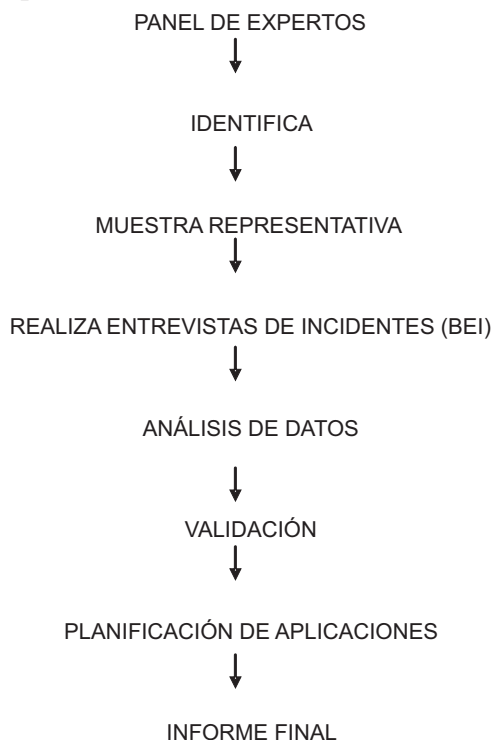 PANEL DE EXPERTOS
IDENTIFICA
MUESTRA REPRESENTATIVA
REALIZA ENTREVISTAS DE INCIDENTES (BEI)
ANÁLISIS DE DATOS
VALIDACIÓN
PLANIFICACIÓN DE APLICACIONES
INFORME FINAL